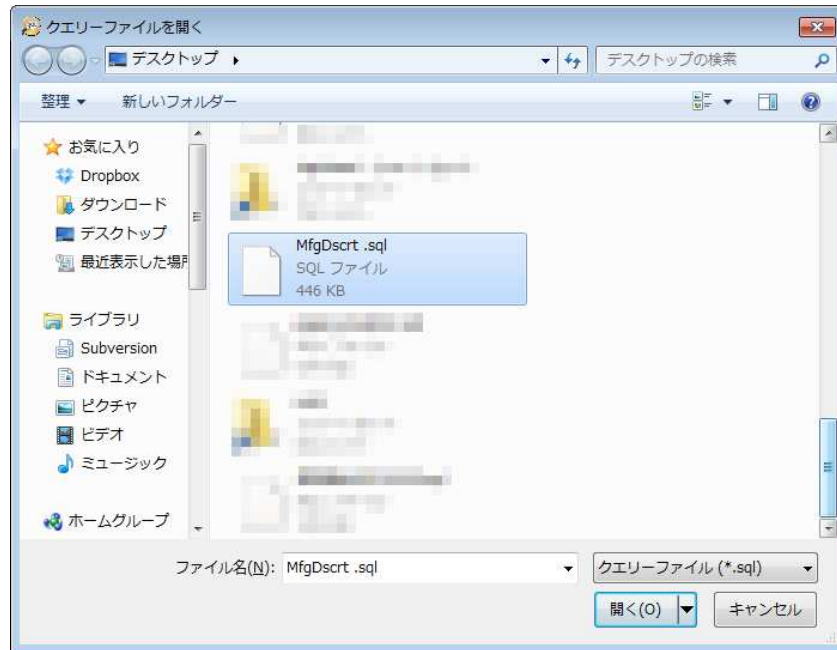 クエリーファイルを開く
デスクトップ
デスクトップの検索
整理
新しいフォルダー
お気に入り
Dropbox
ダウンロード
デスクトップ
最近表示した場所
ライブラリ
Subversion
ドキュメント
ピクチャ
ビデオ
ミュージック
ホームグループ
MfgDscrt .sql
SQL ファイル
446 KB
ファイル名(N): MfgDscrt .sql
クエリーファイル (*.sql)
開く(O)
キャンセル